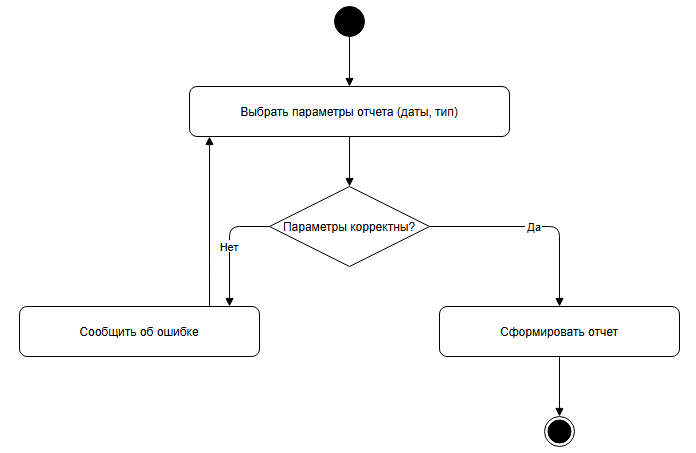 Выбрать параметры отчета (даты, тип)
Параметры корректны?
Да
Нет
Сообщить об ошибке
Сформировать отчет